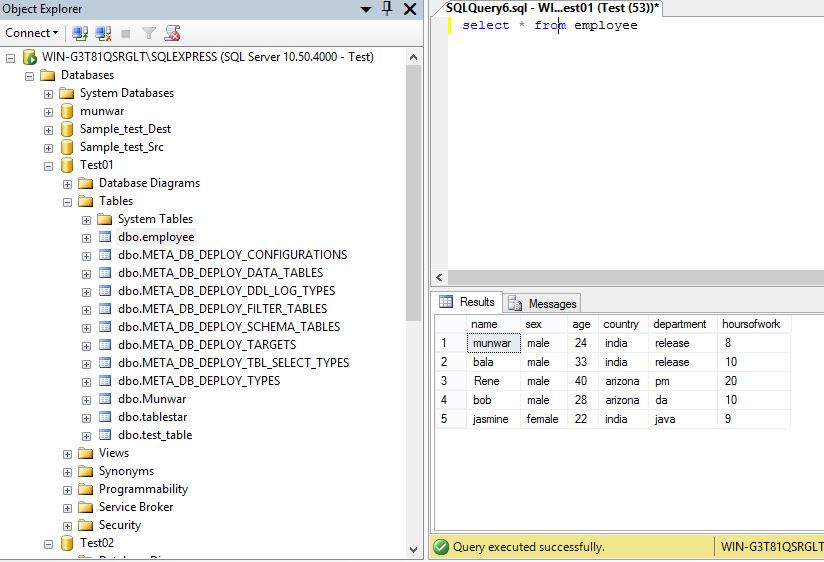 Object Explorer
Connect
WIN-G3T81QSRGLT\SQLEXPRESS (SQL Server 10.50.4000 - Test)
Databases
System Databases
munwar
Sample_test_Dest
Sample_test_Src
Test01
Database Diagrams
Tables
System Tables
dbo.employee
dbo.META_DB_DEPLOY_CONFIGURATIONS
dbo.META_DB_DEPLOY_DATA_TABLES
dbo.META_DB_DEPLOY_DDL_LOG_TYPES
dbo.META_DB_DEPLOY_FILTER_TABLES
dbo.META_DB_DEPLOY_SCHEMA_TABLES
dbo.META_DB_DEPLOY_TARGETS
dbo.META_DB_DEPLOY_TBL_SELECT_TYPES
dbo.META_DB_DEPLOY_TYPES
dbo.Munwar
dbo.tablestar
dbo.test_table
Views
Synonyms
Programmability
Service Broker
Security
Test02
SQLQuery6.sql - WI...est01 (Test (53))*
select * from employee
Results Messages
name sex age country department hoursofwork
1 munwar male 24 india release 8
2 bala male 33 india release 10
3 Rene male 40 arizona pm 20
4 bob male 28 arizona da 10
5 jasmine female 22 india java 9
Query executed successfully. WIN-G3T81QSRGLT